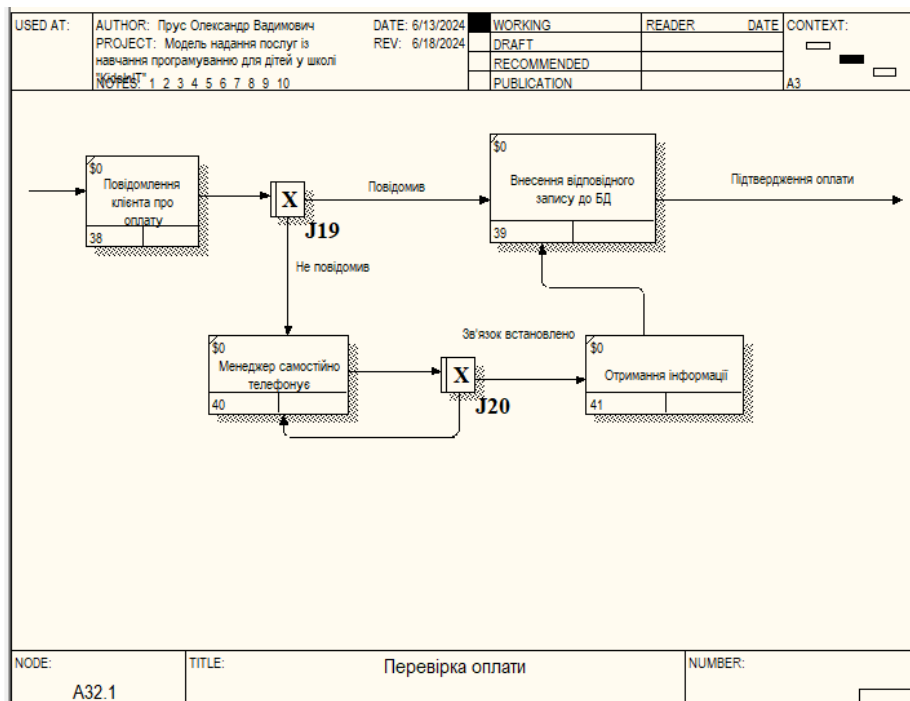 USED AT:
AUTHOR: Прус Олександр Вадимович
DATE: 6/13/2024
PROJECT: Модель надання послуг із
REV: 6/18/2024
навчання програмуванню для дітей у школі
"KidsInIT"
NOTES: 1 2 3 4 5 6 7 8 9 10
WORKING
DRAFT
RECOMMENDED
PUBLICATION
READER DATE
CONTEXT:
A3
$0
Повідомлення
клієнта про
оплату
38
X
J19
Повідомив
Не повідомив
$0
Внесення відповідного
запису до БД
39
Підтвердження оплати
$0
Менеджер самостійно
телефонує
40
X
J20
Зв'язок встановлено
$0
Отримання інформації
41
NODE:
A32.1
TITLE:
Перевірка оплати
NUMBER: